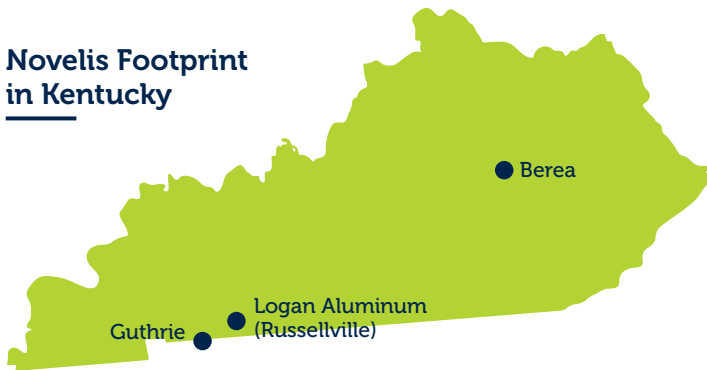 Novelis Footprint
in Kentucky
Berea
Logan Aluminum
(Russellville)
Guthrie